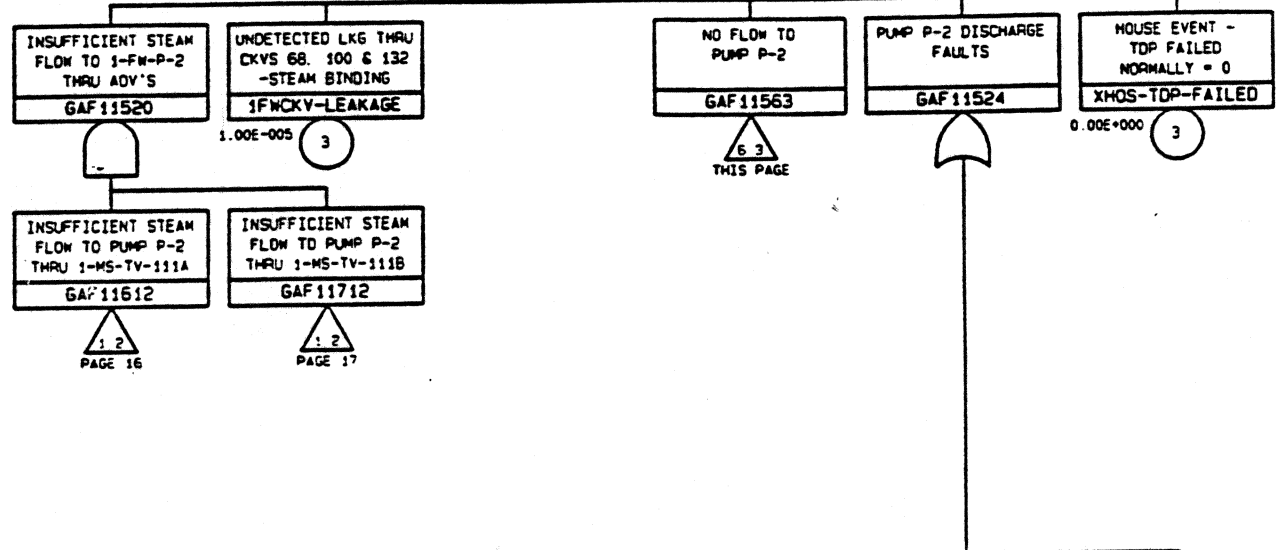 INSUFFICIENT STEAM
FLOW TO 1-FW-P-2
THRU ADV'S
GAF11520
UNDETECTED LKG THRU
CKVS 68. 100 & 132
-STEAM BINDING
1FWCKV-LEAKAGE
1.00E-005
3
NO FLOW TO
PUMP P-2
GAF11563
6 3
THIS PAGE
PUMP P-2 DISCHARGE
FAULTS
GAF11524
HOUSE EVENT -
TDP FAILED
NORMALLY = 0
XHOS-TDP-FAILED
0.00E+000
3
INSUFFICIENT STEAM
FLOW TO PUMP P-2
THRU 1-MS-TV-111A
GAF11612
1 2
PAGE 16
INSUFFICIENT STEAM
FLOW TO PUMP P-2
THRU 1-MS-TV-111B
GAF11712
1 2
PAGE 17